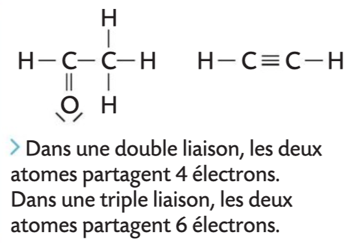 H
H-C-C-H H-C≡C-H
O H
> Dans une double liaison, les deux
atomes partagent 4 électrons.
Dans une triple liaison, les deux
atomes partagent 6 électrons.